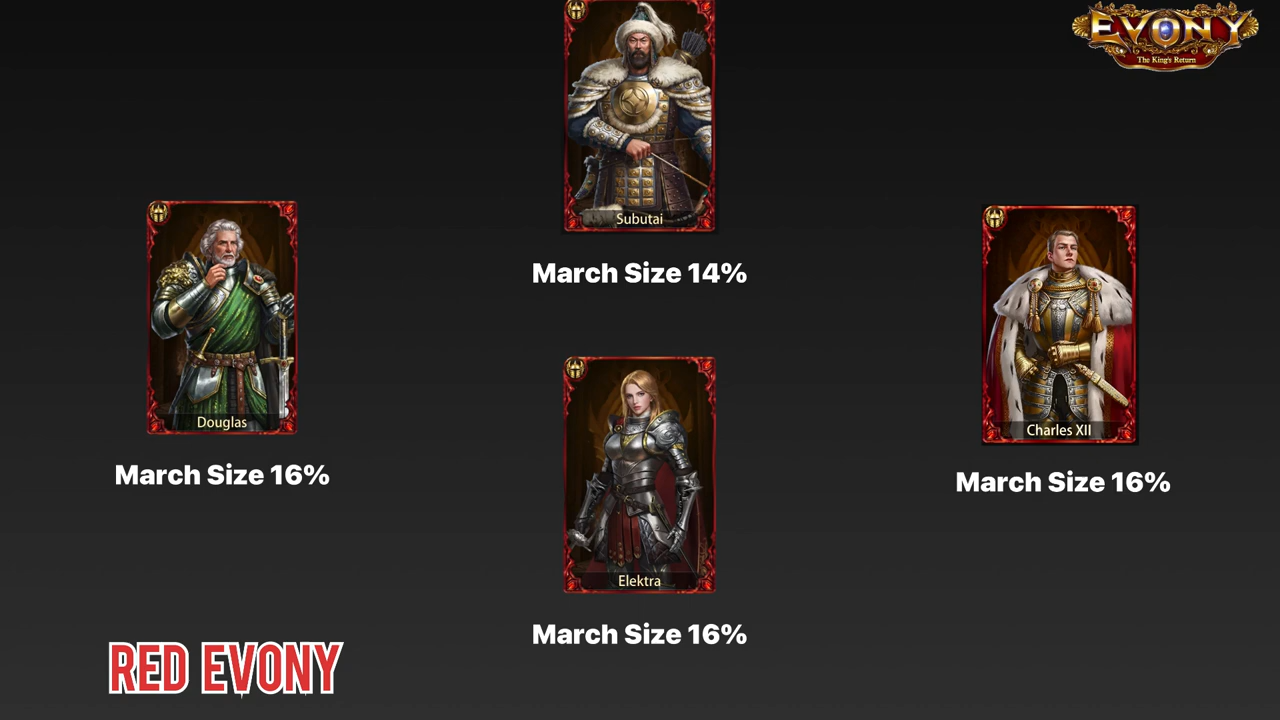 EVONY
The King's Return
Subutai
March Size 14%
Douglas
March Size 16%
Charles XII
March Size 16%
Elektra
March Size 16%
RED EVONY